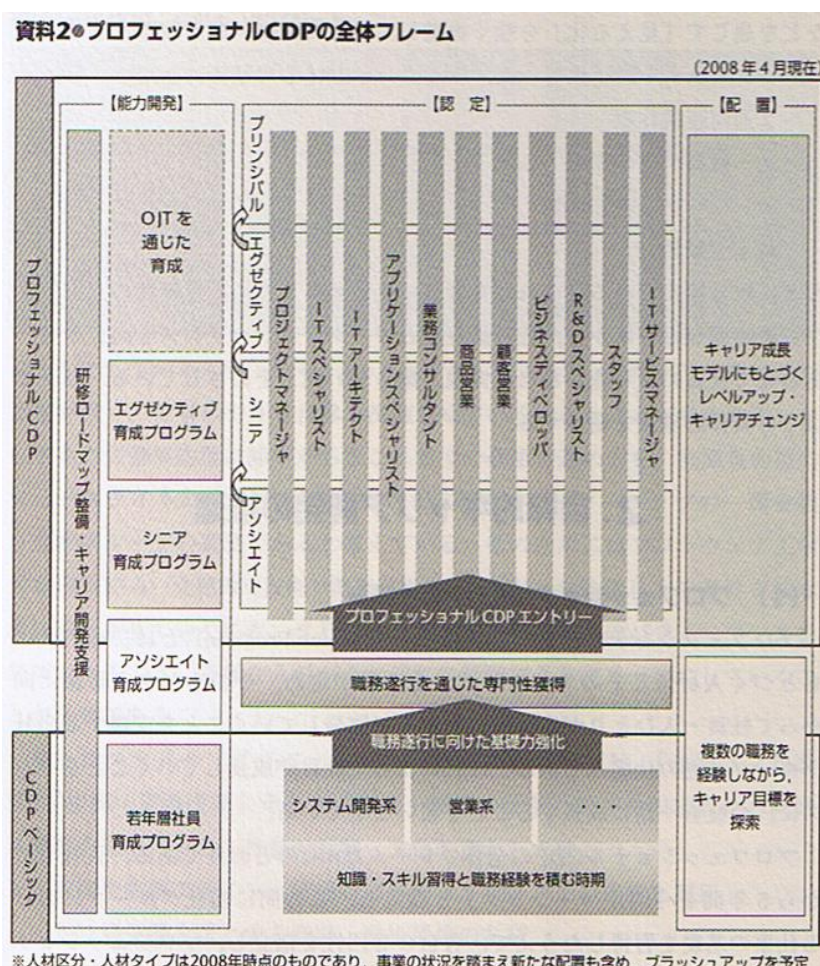 資料2●プロフェッショナルCDPの全体フレーム
(2008年4月現在)
【能力開発】
【認 定】
【配 置】
プロフェッショナルCDP
CDPベーシック
研修ロードマップ整備・キャリア開発支援
OJTを
通じた
育成
エグゼクティブ
育成プログラム
シニア
育成プログラム
アソシエイト
育成プログラム
若年層社員
育成プログラム
プリンシパル
エグゼクティブ
シニア
アソシエイト
プロジェクトマネージャ
ITスペシャリスト
ITアーキテクト
アプリケーションスペシャリスト
業務コンサルタント
商品営業
顧客営業
ビジネスディベロッパ
R&Dスペシャリスト
スタッフ
ITサービスマネージャ
プロフェッショナルCDPエントリー
職務遂行を通じた専門性獲得
職務遂行に向けた基礎力強化
システム開発系
営業系
・・・
知識・スキル習得と職務経験を積む時期
キャリア成長
モデルにもとづく
レベルアップ・
キャリアチェンジ
複数の職務を
経験しながら,
キャリア目標を
探索
※人材区分・人材タイプは2008年時点のものであり,事業の状況を踏まえ新たな配置も含め,ブラッシュアップを予定